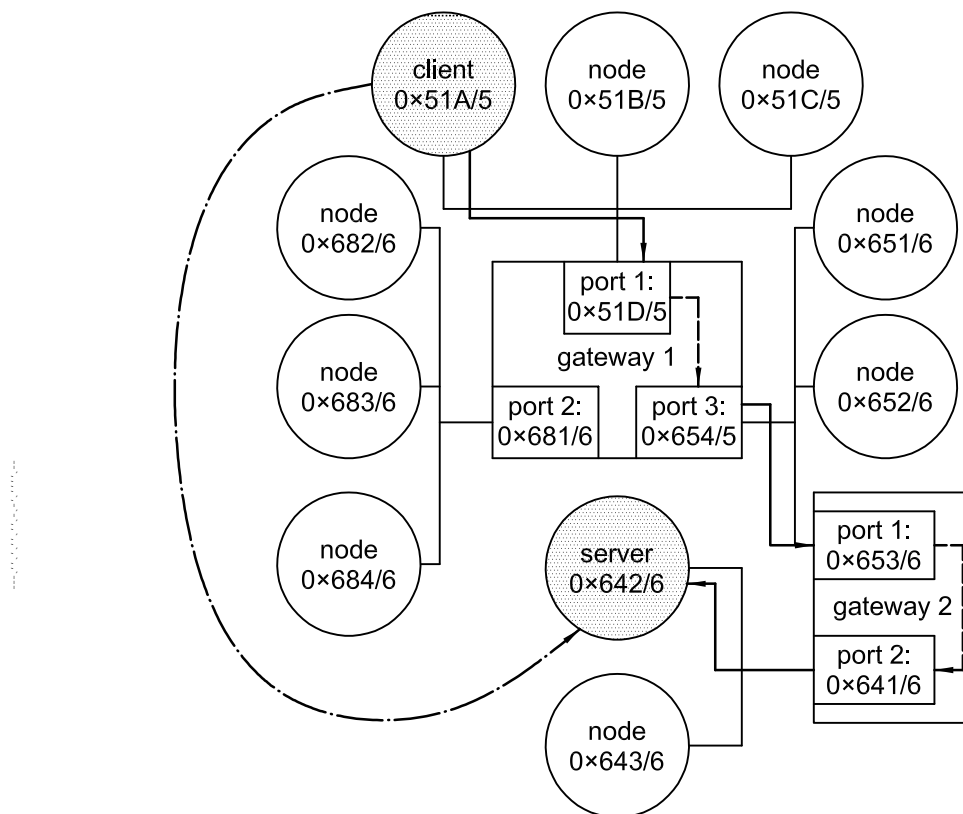 client
0×51A/5
node
0×51B/5
node
0×51C/5
node
0×682/6
node
0×651/6
port 1:
0×51D/5
gateway 1
node
0×683/6
port 2:
0×681/6
port 3:
0×654/5
node
0×652/6
node
0×684/6
server
0×642/6
port 1:
0×653/6
gateway 2
port 2:
0×641/6
node
0×643/6